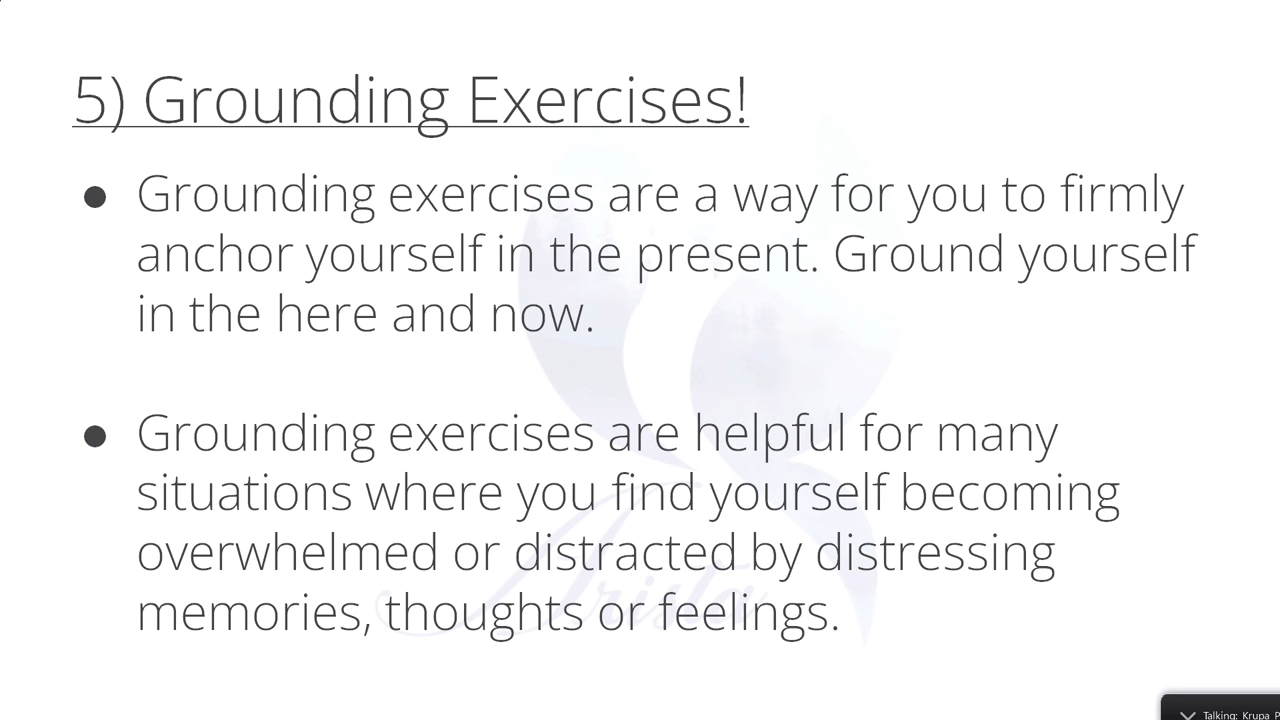 5) Grounding Exercises!
● Grounding exercises are a way for you to firmly
anchor yourself in the present. Ground yourself
in the here and now.
● Grounding exercises are helpful for many
situations where you find yourself becoming
overwhelmed or distracted by distressing
memories, thoughts or feelings.
Arista
Talking: Krupa P